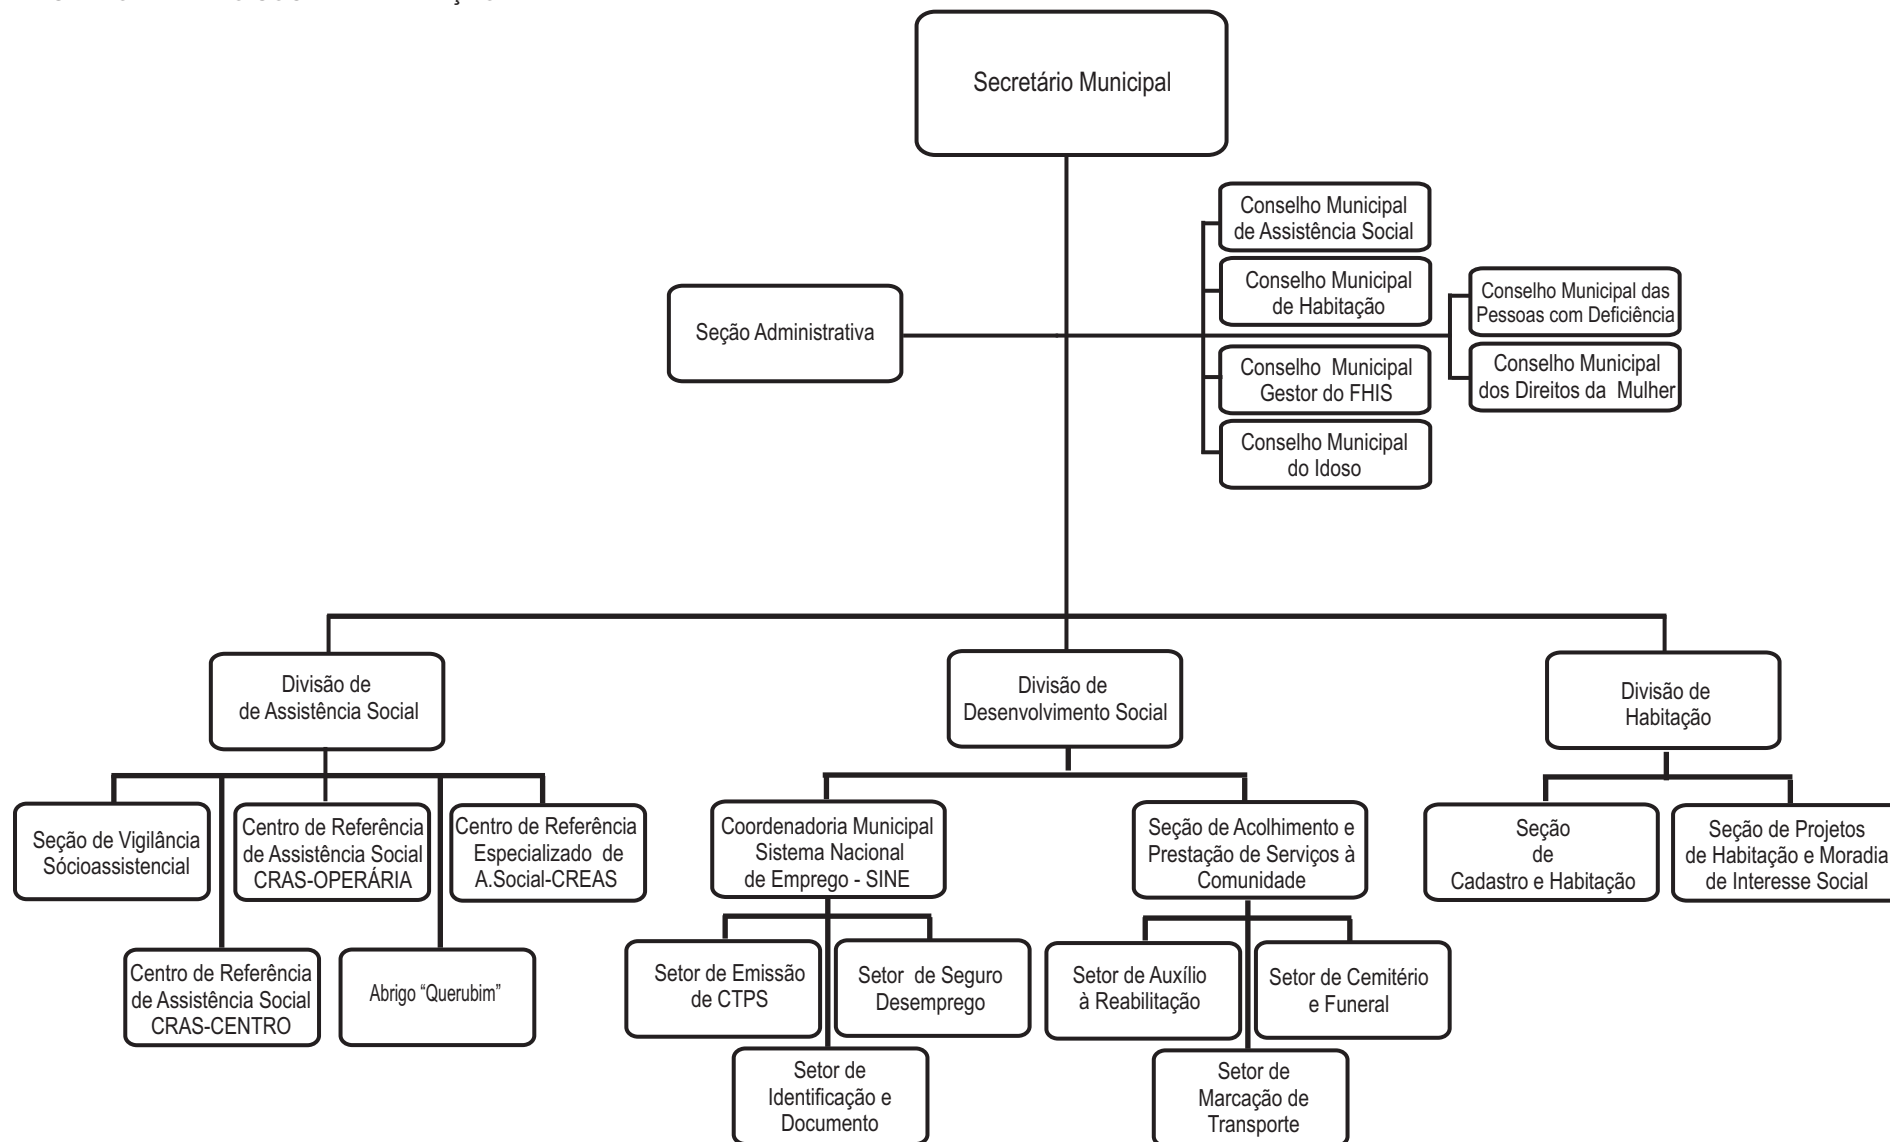 Secretário Municipal
Conselho Municipal
de Assistência Social
Conselho Municipal
de Habitação
Conselho Municipal das
Pessoas com Deficiência
Seção Administrativa
Conselho Municipal
Gestor do FHIS
Conselho Municipal
dos Direitos da Mulher
Conselho Municipal
do Idoso
Divisão de
de Assistência Social
Divisão de
Desenvolvimento Social
Divisão de
Habitação
Seção de Vigilância
Sócioassistencial
Centro de Referência
de Assistência Social
CRAS-OPERÁRIA
Centro de Referência
Especializado de
A.Social-CREAS
Coordenadoria Municipal
Sistema Nacional
de Emprego - SINE
Seção de Acolhimento e
Prestação de Serviços à
Comunidade
Seção
de
Cadastro e Habitação
Seção de Projetos
de Habitação e Moradia
de Interesse Social
Centro de Referência
de Assistência Social
CRAS-CENTRO
Abrigo “Querubim”
Setor de Emissão
de CTPS
Setor de Seguro
Desemprego
Setor de Auxílio
à Reabilitação
Setor de Cemitério
e Funeral
Setor de
Identificação e
Documento
Setor de
Marcação de
Transporte